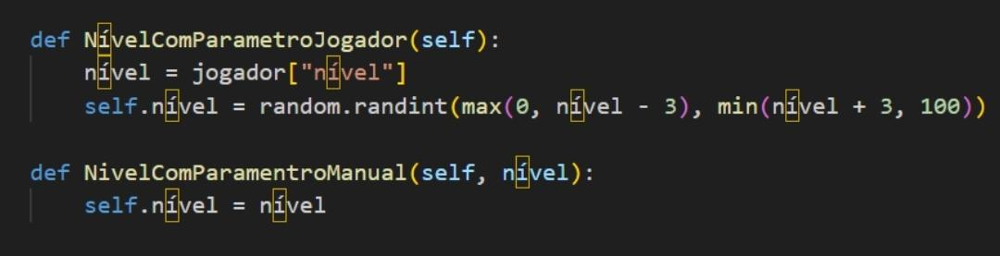 def NívelComParametroJogador(self):
    nível = jogador["nível"]
    self.nível = random.randint(max(0, nível - 3), min(nível + 3, 100))
def NivelComParamentroManual(self, nível):
    self.nível = nível